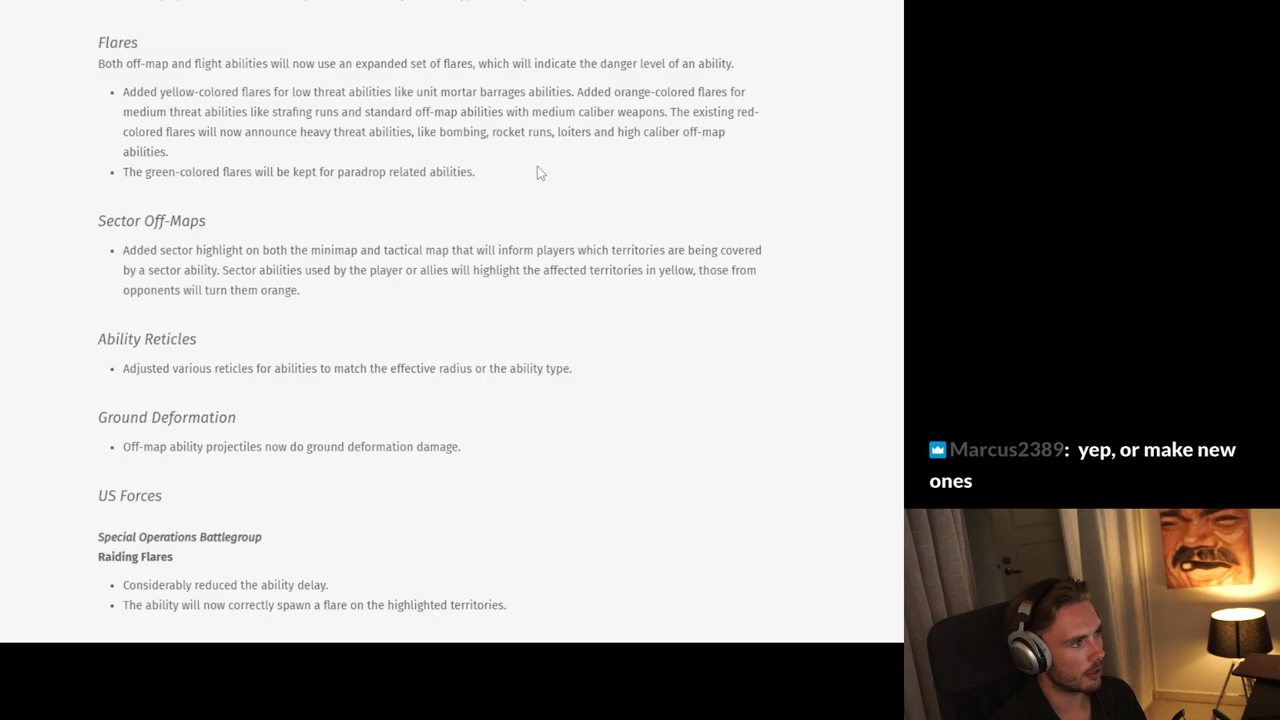 Flares
Both off-map and flight abilities will now use an expanded set of flares, which will indicate the danger level of an ability.
• Added yellow-colored flares for low threat abilities like unit mortar barrages abilities. Added orange-colored flares for
medium threat abilities like strafing runs and standard off-map abilities with medium caliber weapons. The existing red-
colored flares will now announce heavy threat abilities, like bombing, rocket runs, loiters and high caliber off-map
abilities.
• The green-colored flares will be kept for paradrop related abilities.
Sector Off-Maps
• Added sector highlight on both the minimap and tactical map that will inform players which territories are being covered
by a sector ability. Sector abilities used by the player or allies will highlight the affected territories in yellow, those from
opponents will turn them orange.
Ability Reticles
• Adjusted various reticles for abilities to match the effective radius or the ability type.
Ground Deformation
• Off-map ability projectiles now do ground deformation damage.
US Forces
Special Operations Battlegroup
Raiding Flares
• Considerably reduced the ability delay.
• The ability will now correctly spawn a flare on the highlighted territories.
Marcus2389: yep, or make new
ones